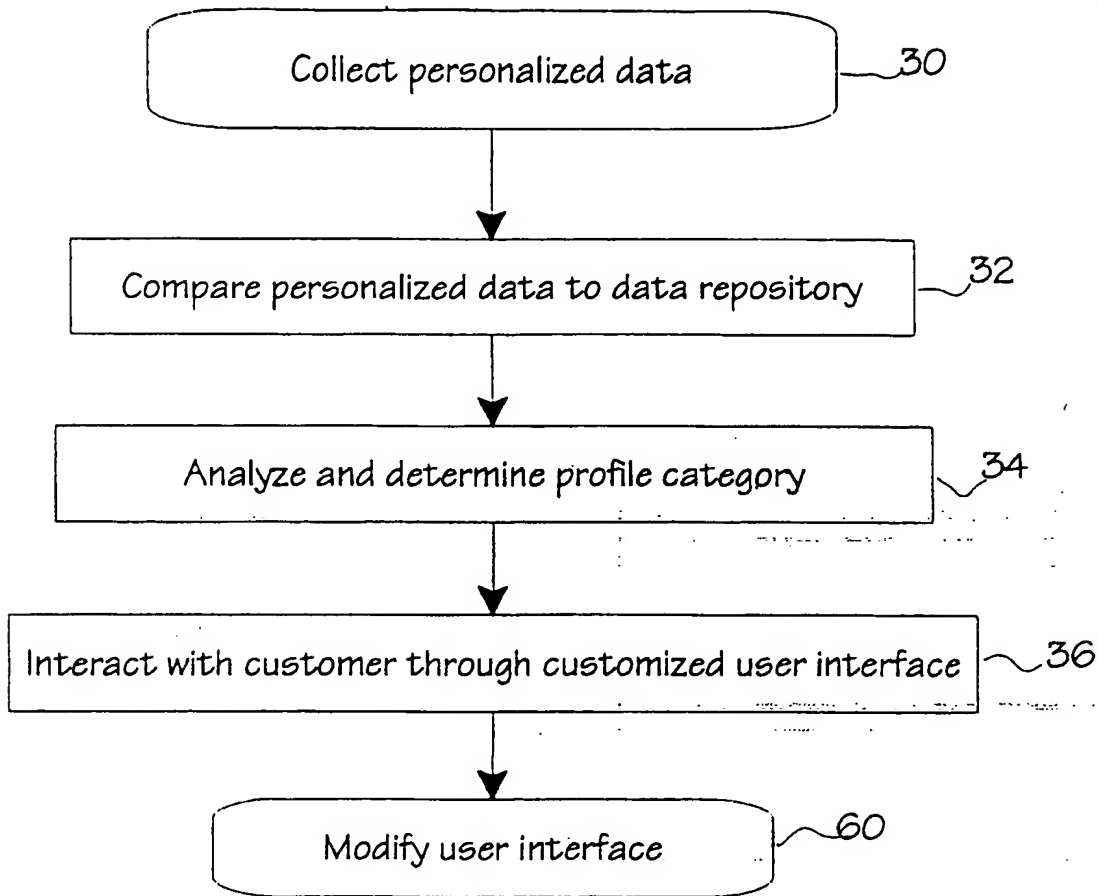 Collect personalized data
30
Compare personalized data to data repository
32
Analyze and determine profile category
34
Interact with customer through customized user interface
36
Modify user interface
60